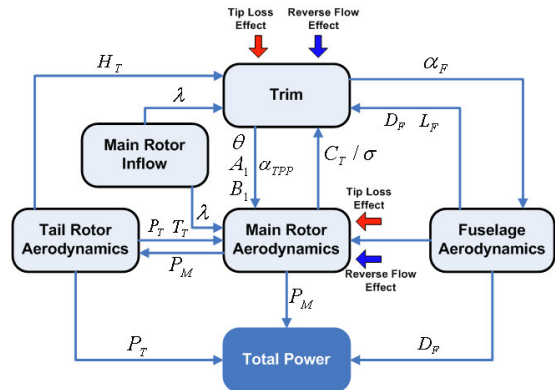 Tip Loss
Effect
Reverse Flow
Effect
H_T
α_F
λ
Trim
D_F L_F
Main Rotor
Inflow
θ
A_1 α_TPP
B_1
C_T / σ
λ
Tip Loss
Effect
Tail Rotor
Aerodynamics
P_T T_T
P_M
Main Rotor
Aerodynamics
Fuselage
Aerodynamics
Reverse Flow
Effect
P_M
P_T
Total Power
D_F